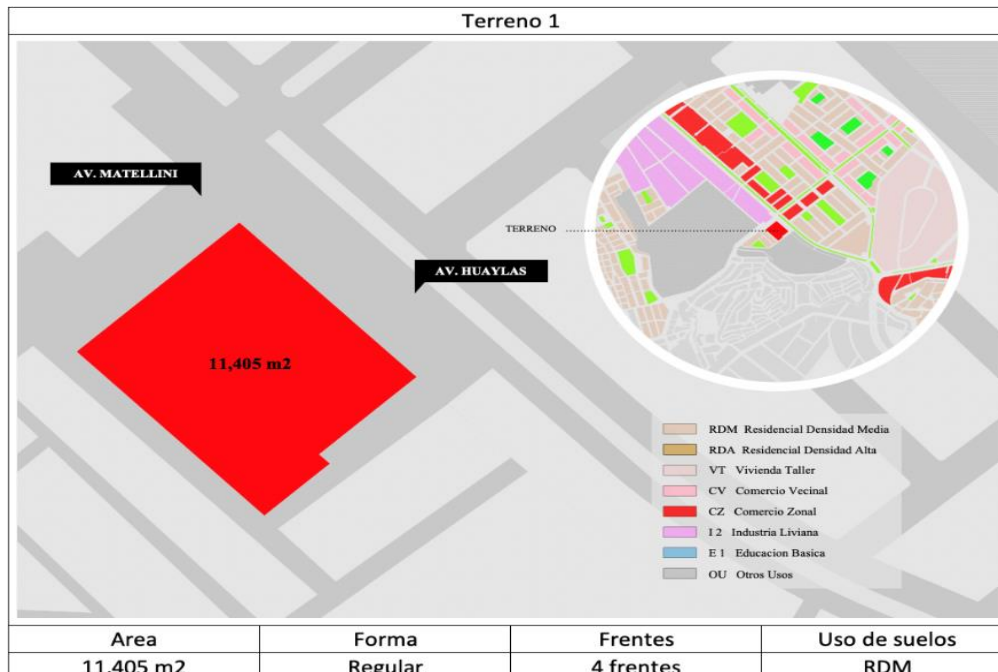 Terreno 1
AV. MATELLINI
TERRENO
AV. HUAYLAS
11,405 m2
RDM Residencial Densidad Media
RDA Residencial Densidad Alta
VT Vivienda Taller
CV Comercio Vecinal
CZ Comercio Zonal
I 2 Industria Liviana
E 1 Educacion Basica
OU Otros Usos
Area Forma Frentes Uso de suelos
11,405 m2 Regular 4 frentes RDM